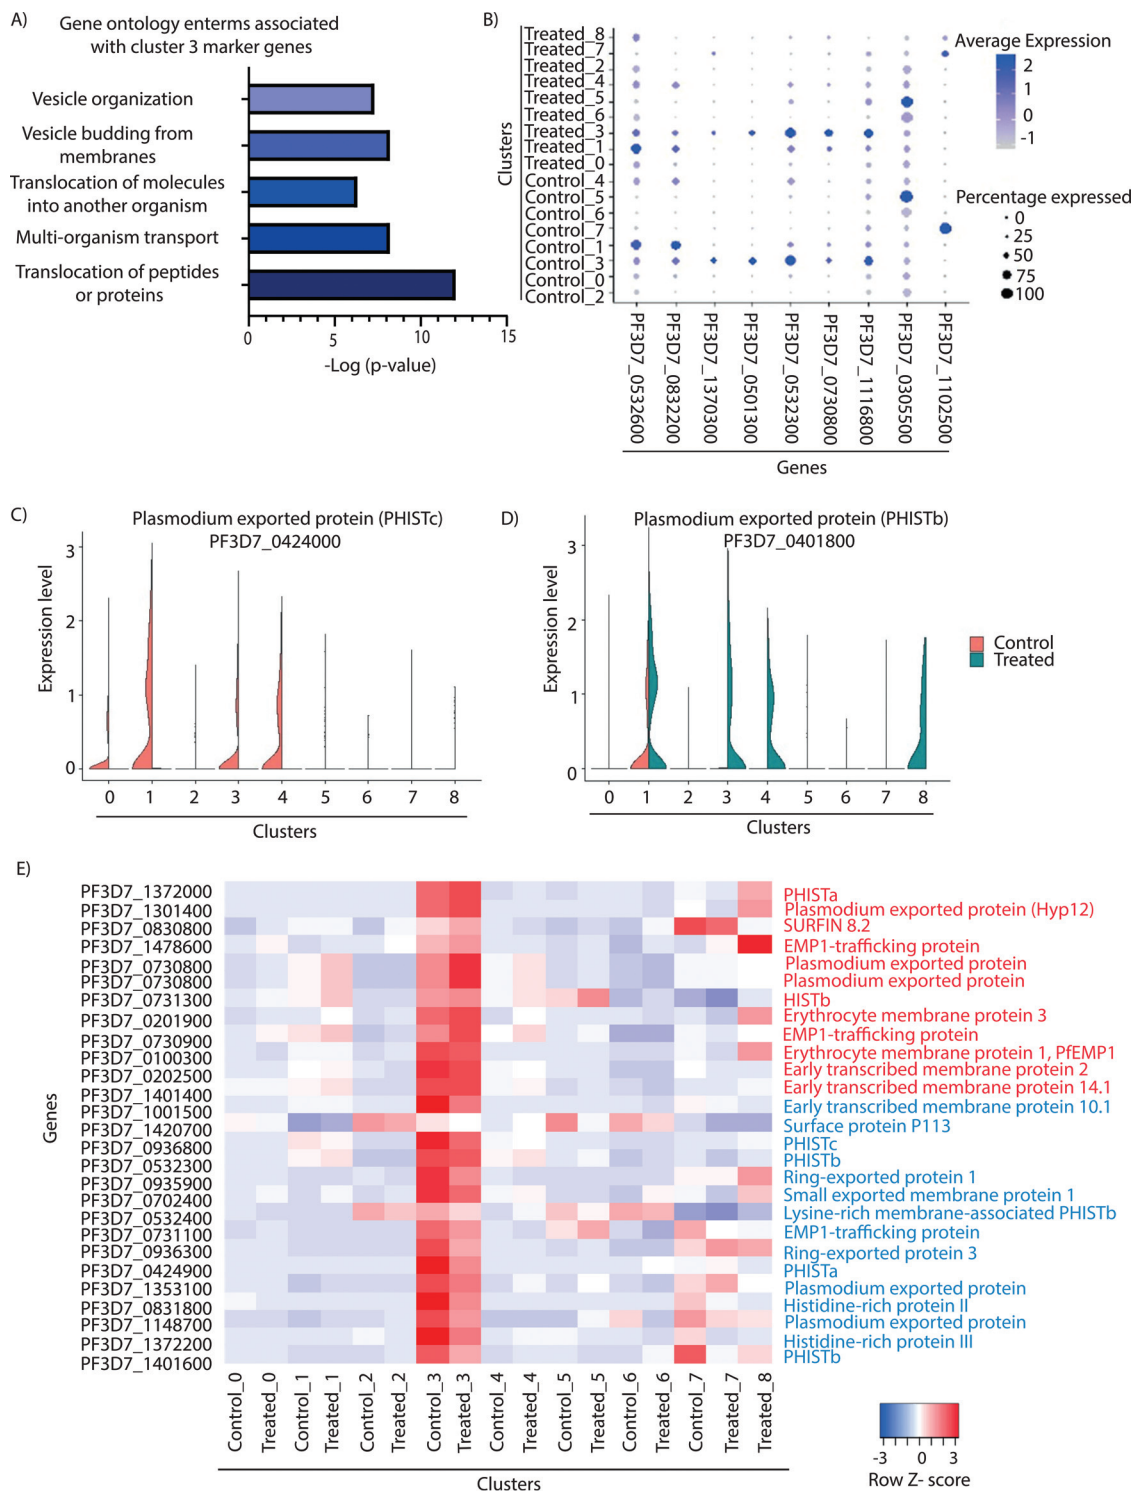 A)
Gene ontology enterms associated
with cluster 3 marker genes
Vesicle organization
Vesicle budding from
membranes
Translocation of molecules
into another organism
Multi-organism transport
Translocation of peptides
or proteins
0 5 10 15
-Log (p-value)
B)
Clusters
Treated_8
Treated_7
Treated_2
Treated_4
Treated_5
Treated_6
Treated_3
Treated_1
Treated_0
Control_4
Control_5
Control_6
Control_7
Control_1
Control_3
Control_0
Control_2
PF3D7_0532600
PF3D7_0832200
PF3D7_1370300
PF3D7_0501300
PF3D7_0532300
PF3D7_0730800
PF3D7_1116800
PF3D7_0305500
PF3D7_1102500
Genes
Average Expression
2
1
0
-1
Percentage expressed
0
25
50
75
100
C)
Plasmodium exported protein (PHISTc)
PF3D7_0424000
Expression level
3
2
1
0
0 1 2 3 4 5 6 7 8
Clusters
D)
Plasmodium exported protein (PHISTb)
PF3D7_0401800
Expression level
3
2
1
0
0 1 2 3 4 5 6 7 8
Clusters
Control
Treated
E)
Genes
PF3D7_1372000
PF3D7_1301400
PF3D7_0830800
PF3D7_1478600
PF3D7_0730800
PF3D7_0730800
PF3D7_0731300
PF3D7_0201900
PF3D7_0730900
PF3D7_0100300
PF3D7_0202500
PF3D7_1401400
PF3D7_1001500
PF3D7_1420700
PF3D7_0936800
PF3D7_0532300
PF3D7_0935900
PF3D7_0702400
PF3D7_0532400
PF3D7_0731100
PF3D7_0936300
PF3D7_0424900
PF3D7_1353100
PF3D7_0831800
PF3D7_1148700
PF3D7_1372200
PF3D7_1401600
PHISTa
Plasmodium exported protein (Hyp12)
SURFIN 8.2
EMP1-trafficking protein
Plasmodium exported protein
Plasmodium exported protein
HISTb
Erythrocyte membrane protein 3
EMP1-trafficking protein
Erythrocyte membrane protein 1, PfEMP1
Early transcribed membrane protein 2
Early transcribed membrane protein 14.1
Early transcribed membrane protein 10.1
Surface protein P113
PHISTc
PHISTb
Ring-exported protein 1
Small exported membrane protein 1
Lysine-rich membrane-associated PHISTb
EMP1-trafficking protein
Ring-exported protein 3
PHISTa
Plasmodium exported protein
Histidine-rich protein II
Plasmodium exported protein
Histidine-rich protein III
PHISTb
Control_0
Treated_0
Control_1
Treated_1
Control_2
Treated_2
Control_3
Treated_3
Control_4
Treated_4
Control_5
Treated_5
Control_6
Treated_6
Control_7
Treated_7
Treated_8
Clusters
-3 0 3
Row Z- score